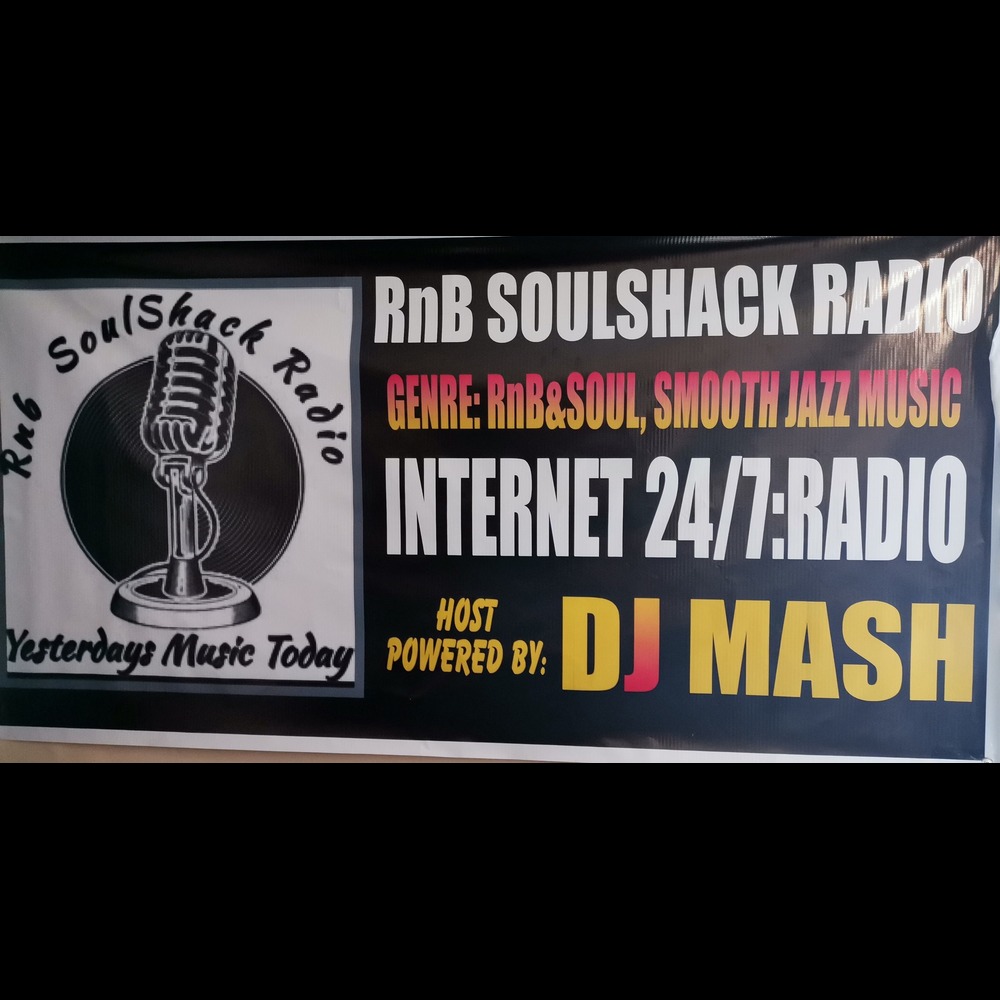 Rnb SoulShack Radio
Yesterdays Music Today
RnB SOULSHACK RADIO
GENRE: RnB&SOUL, SMOOTH JAZZ MUSIC
INTERNET 24/7:RADIO
HOST
POWERED BY: DJ MASH